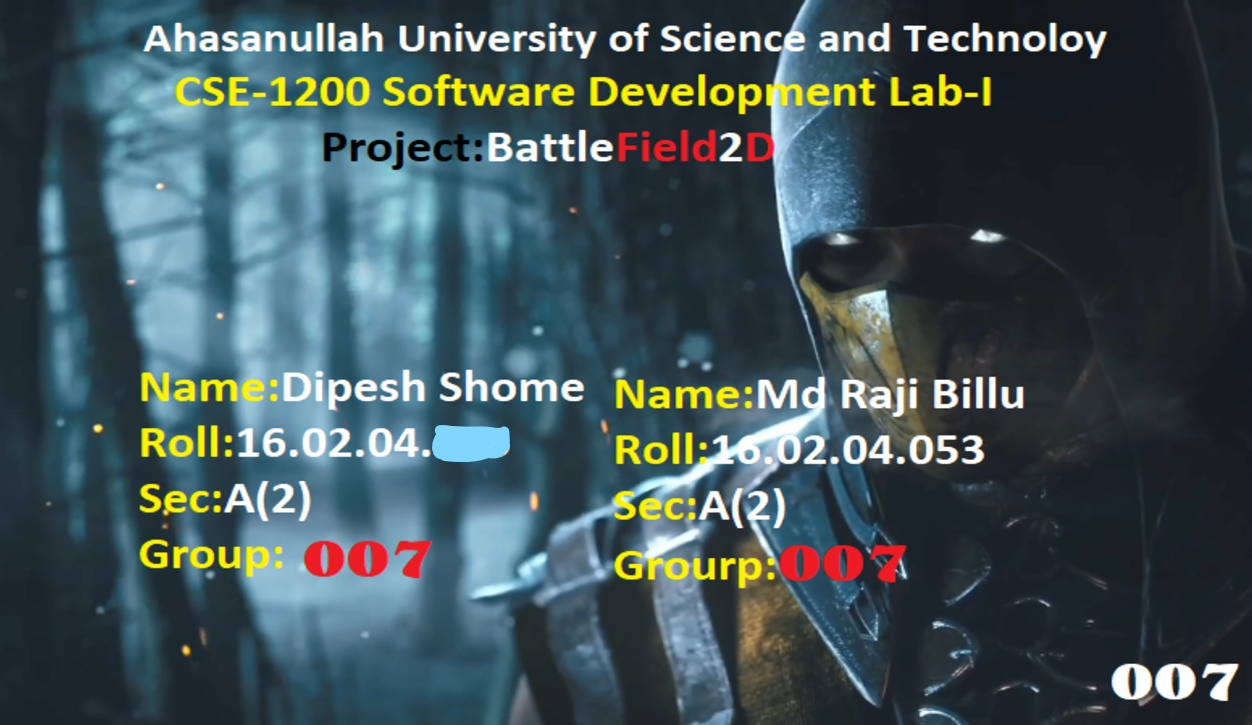 Ahasanullah University of Science and Technoloy
CSE-1200 Software Development Lab-I
Project:BattleField2D
Name:Dipesh Shome
Roll:16.02.04.
Sec:A(2)
Group: 007
Name:Md Raji Billu
Roll:16.02.04.053
Sec:A(2)
Grourp:007
007